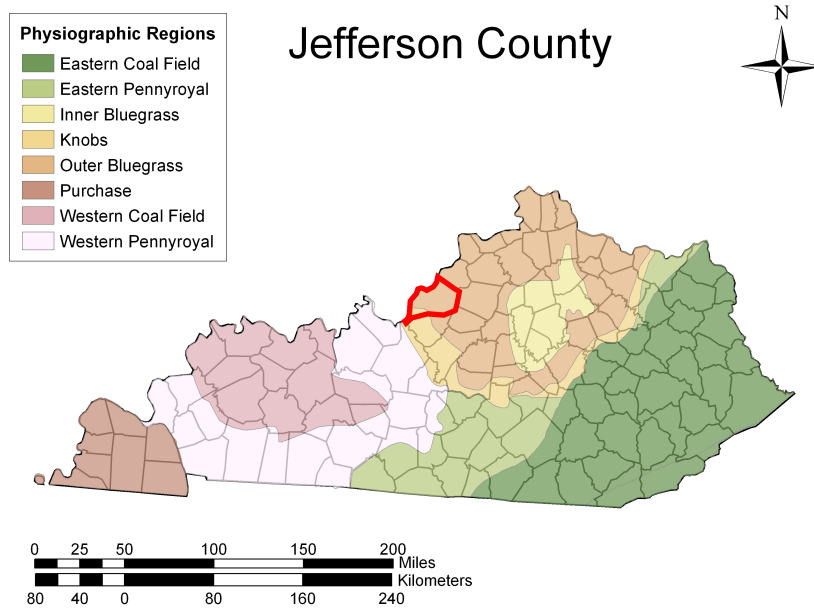 Physiographic Regions
Eastern Coal Field
Eastern Pennyroyal
Inner Bluegrass
Knobs
Outer Bluegrass
Purchase
Western Coal Field
Western Pennyroyal
Jefferson County
N
0 25 50 100 150 200
Miles
Kilometers
80 40 0 80 160 240